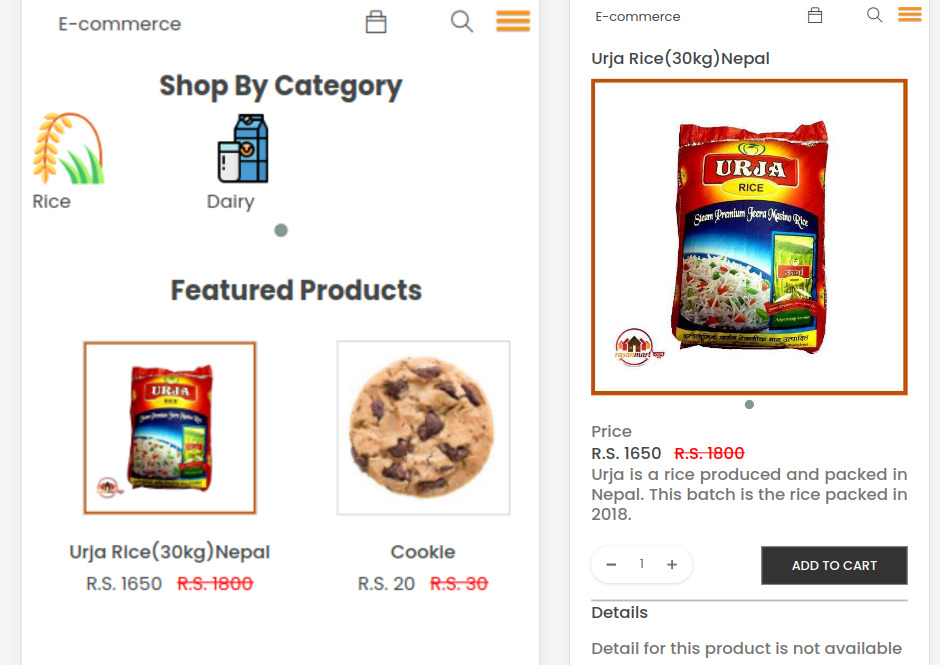 E-commerce
Shop By Category
Rice
Dairy
Featured Products
URJA
RICE
Urja Rice(30kg)Nepal
R.S. 1650 R.S. 1800
Cookie
R.S. 20 R.S. 30
E-commerce
Urja Rice(30kg)Nepal
URJA
RICE
Steam Premium Jeera Masino Rice
rasanmart
Price
R.S. 1650 R.S. 1800
Urja is a rice produced and packed in
Nepal. This batch is the rice packed in
2018.
− 1 +
ADD TO CART
Details
Detail for this product is not available